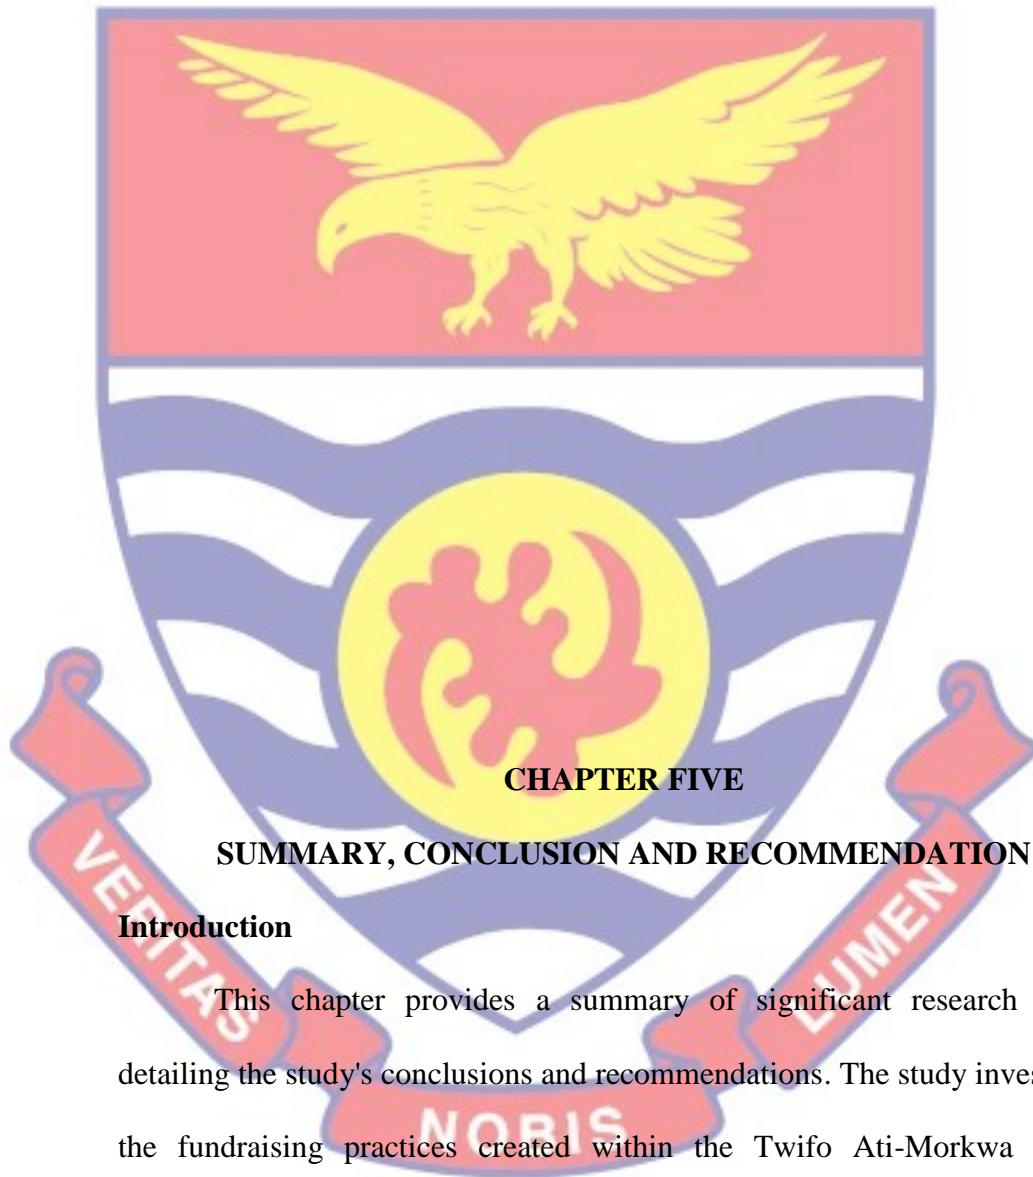 CHAPTER FIVE
SUMMARY, CONCLUSION AND RECOMMENDATION
Introduction
This chapter provides a summary of significant research
detailing the study's conclusions and recommendations. The study inves
the fundraising practices created within the Twifo Ati-Morkwa
VERITAS
NOBIS
LUMEN